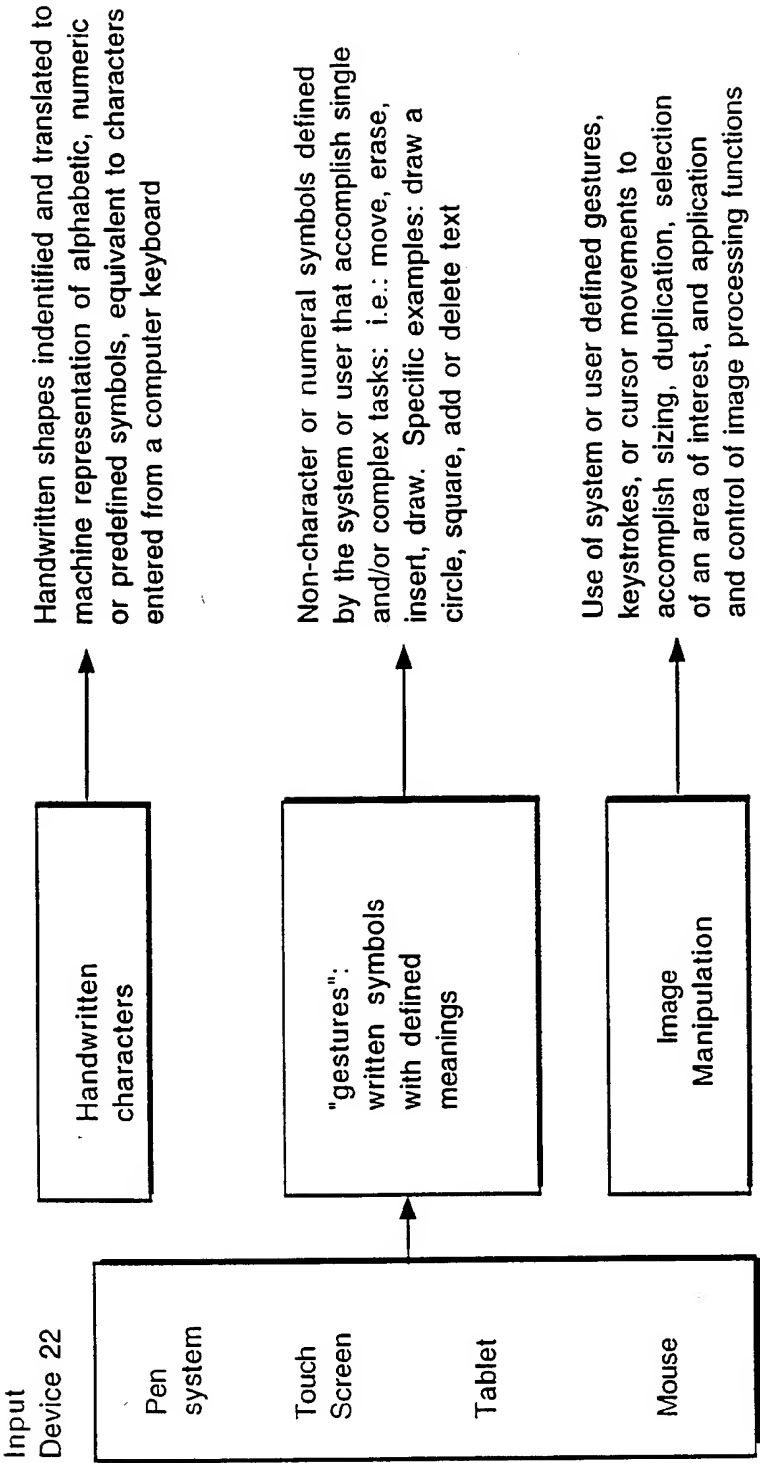 Input
Device 22
Pen
system
Touch
Screen
Tablet
Mouse
Handwritten
characters
"gestures":
written symbols
with defined
meanings
Image
Manipulation
Handwritten shapes indentified and translated to
machine representation of alphabetic, numeric
or predefined symbols, equivalent to characters
entered from a computer keyboard
Non-character or numeral symbols defined
by the system or user that accomplish single
and/or complex tasks: i.e.: move, erase,
insert, draw. Specific examples: draw a
circle, square, add or delete text
Use of system or user defined gestures,
keystrokes, or cursor movements to
accomplish sizing, duplication, selection
of an area of interest, and application
and control of image processing functions